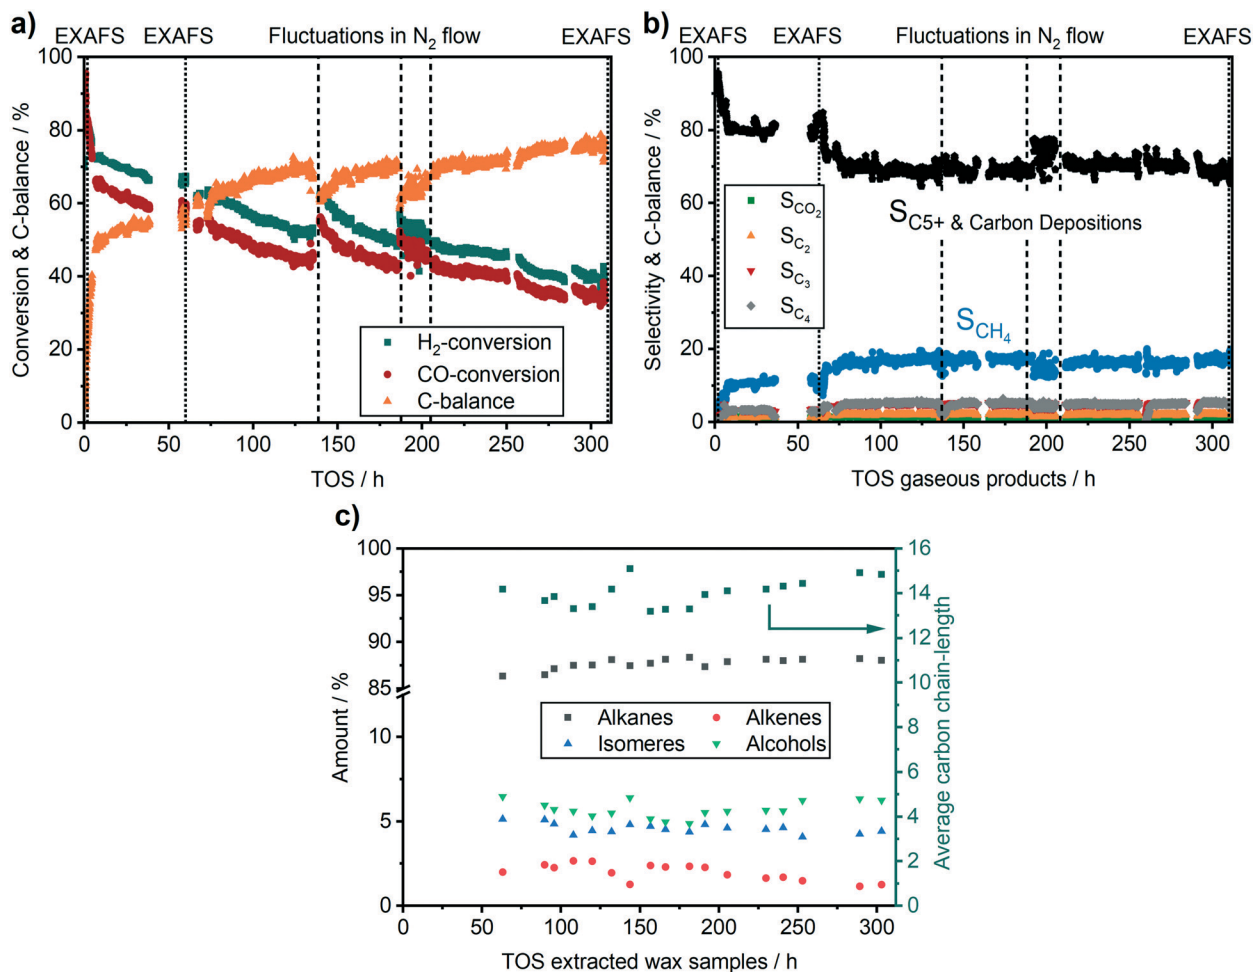 a)
EXAFS EXAFS Fluctuations in N2 flow EXAFS
100
80
60
40
20
0
Conversion & C-balance / %
H2-conversion
CO-conversion
C-balance
0 50 100 150 200 250 300
TOS / h
b)
EXAFS EXAFS Fluctuations in N2 flow EXAFS
100
80
60
40
20
0
Selectivity & C-balance / %
SCO2
SC2
SC3
SC4
SC5+ & Carbon Depositions
SCH4
0 50 100 150 200 250 300
TOS gaseous products / h
c)
100
95
90
85
10
5
0
Amount / %
Alkanes Alkenes
Isomeres Alcohols
16
14
12
10
8
6
4
2
0
Average carbon chain-length
0 50 100 150 200 250 300
TOS extracted wax samples / h